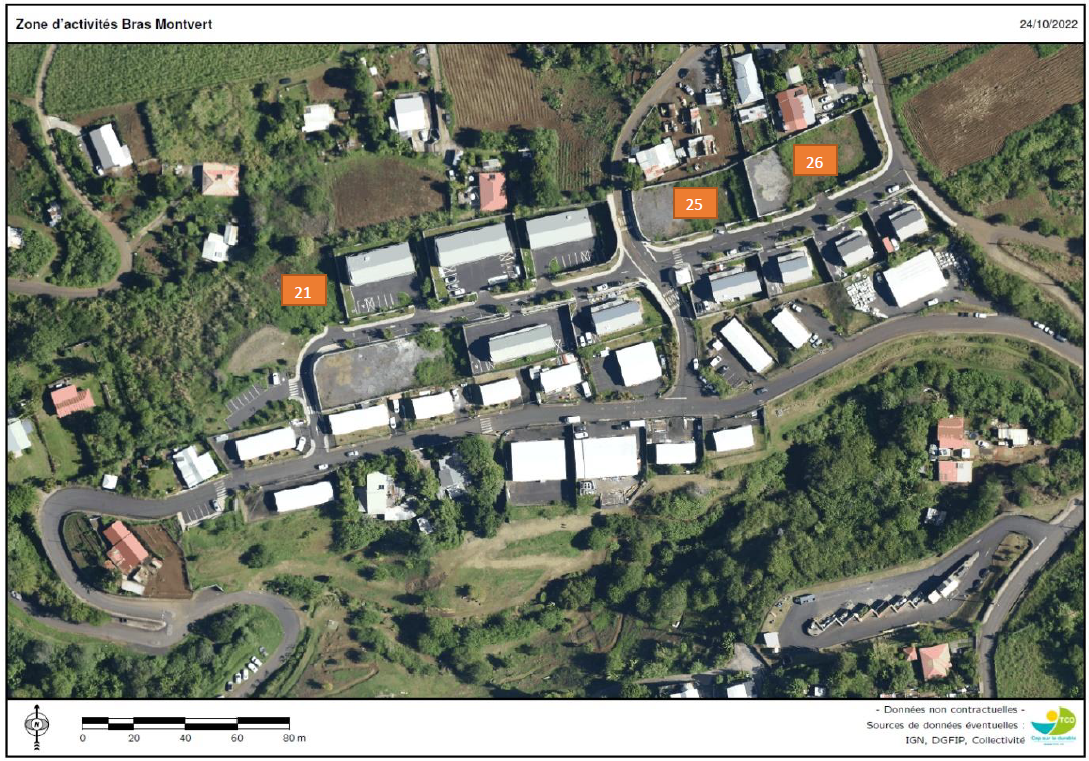 Zone d'activités Bras Montvert
24/10/2022
26
25
21
N
0 20 40 60 80 m
- Données non contractuelles -
Sources de données éventuelles :
IGN, DGFIP, Collectivité
TCO